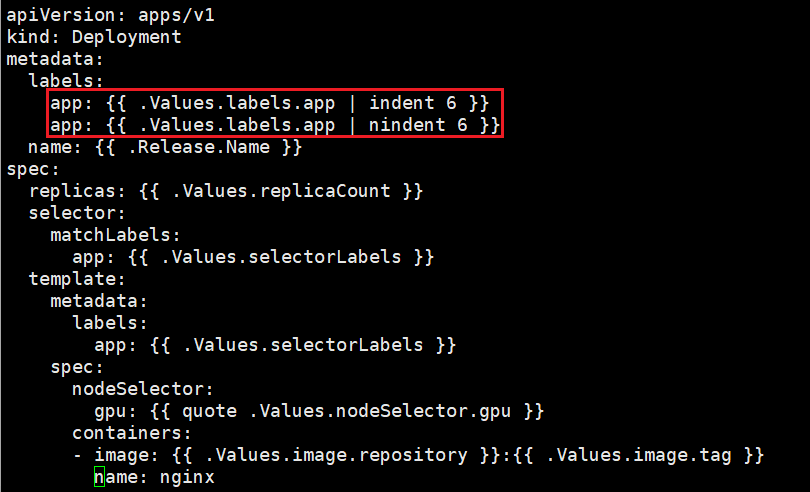 apiVersion: apps/v1
kind: Deployment
metadata:
  labels:
    app: {{ .Values.labels.app | indent 6 }}
    app: {{ .Values.labels.app | nindent 6 }}
  name: {{ .Release.Name }}
spec:
  replicas: {{ .Values.replicaCount }}
  selector:
    matchLabels:
      app: {{ .Values.selectorLabels }}
  template:
    metadata:
      labels:
        app: {{ .Values.selectorLabels }}
    spec:
      nodeSelector:
        gpu: {{ quote .Values.nodeSelector.gpu }}
      containers:
      - image: {{ .Values.image.repository }}:{{ .Values.image.tag }}
        name: nginx